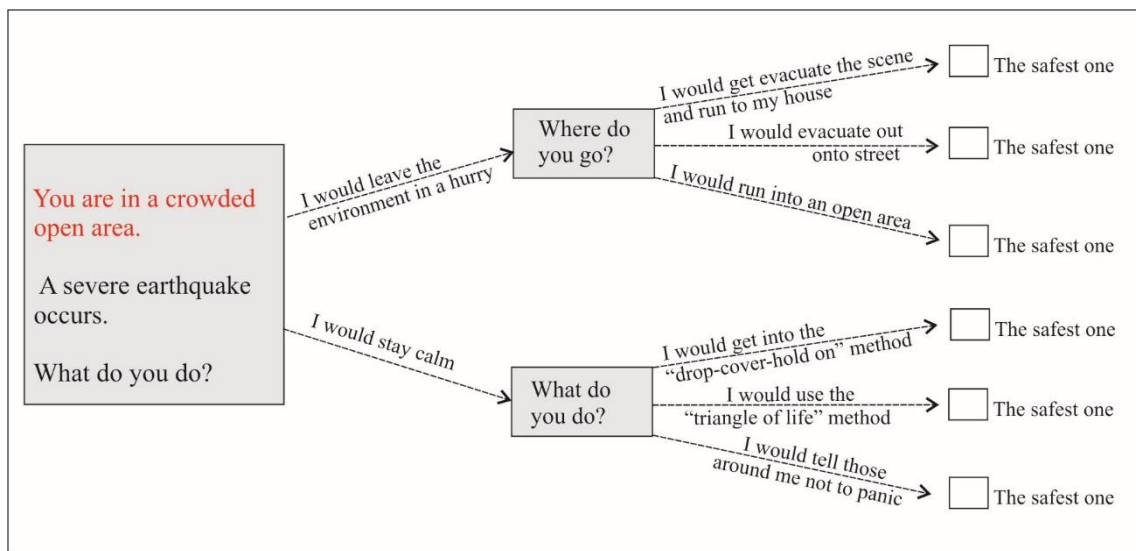 You are in a crowded
open area.
A severe earthquake
occurs.
What do you do?
I would leave the
environment in a hurry
Where do
you go?
I would get evacuate the scene
and run to my house
The safest one
I would evacuate out
onto street
The safest one
I would run into an open area
The safest one
I would stay calm
What do
you do?
I would get into the
“drop-cover-hold on” method
The safest one
I would use the
“triangle of life” method
The safest one
I would tell those
around me not to panic
The safest one